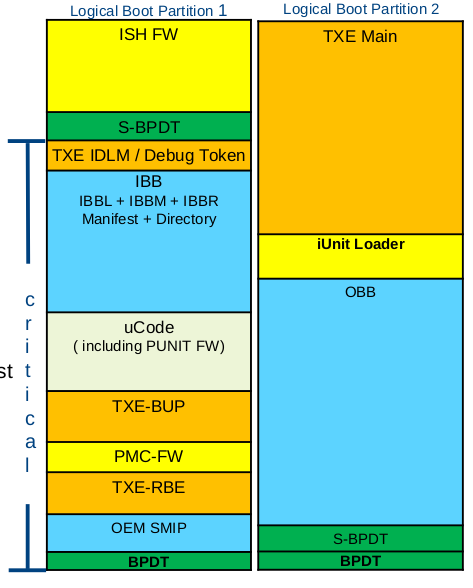 Logical Boot Partition 1
ISH FW
S-BPDT
TXE IDLM / Debug Token
IBB
IBBL + IBBM + IBBR
Manifest + Directory
uCode
( including PUNIT FW)
TXE-BUP
PMC-FW
TXE-RBE
OEM SMIP
BPDT
st
c
r
i
t
i
c
a
l
Logical Boot Partition 2
TXE Main
iUnit Loader
OBB
S-BPDT
BPDT